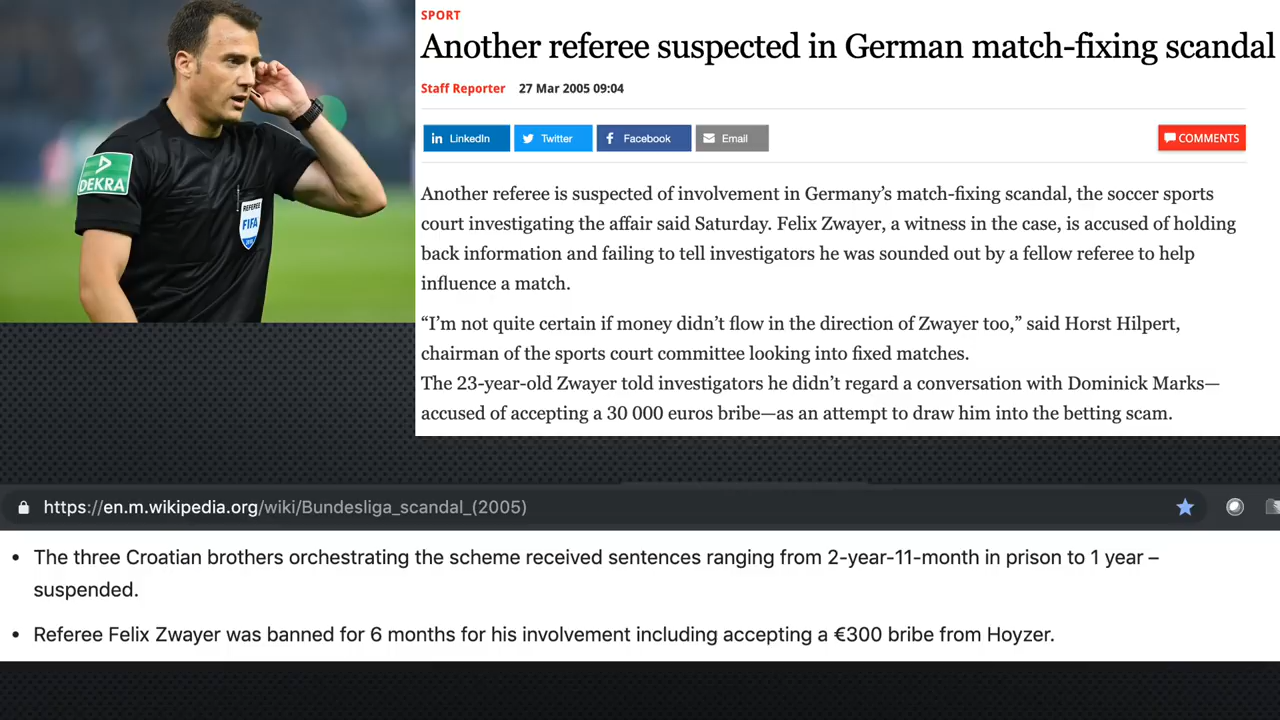 SPORT
Another referee suspected in German match-fixing scandal
Staff Reporter 27 Mar 2005 09:04
in LinkedIn Twitter f Facebook Email COMMENTS
Another referee is suspected of involvement in Germany’s match-fixing scandal, the soccer sports
court investigating the affair said Saturday. Felix Zwayer, a witness in the case, is accused of holding
back information and failing to tell investigators he was sounded out by a fellow referee to help
influence a match.
“I’m not quite certain if money didn’t flow in the direction of Zwayer too,” said Horst Hilpert,
chairman of the sports court committee looking into fixed matches.
The 23-year-old Zwayer told investigators he didn’t regard a conversation with Dominick Marks—
accused of accepting a 30 000 euros bribe—as an attempt to draw him into the betting scam.
DEKRA
REFEREE
FIFA
https://en.m.wikipedia.org/wiki/Bundesliga_scandal_(2005)
• The three Croatian brothers orchestrating the scheme received sentences ranging from 2-year-11-month in prison to 1 year –
suspended.
• Referee Felix Zwayer was banned for 6 months for his involvement including accepting a €300 bribe from Hoyzer.